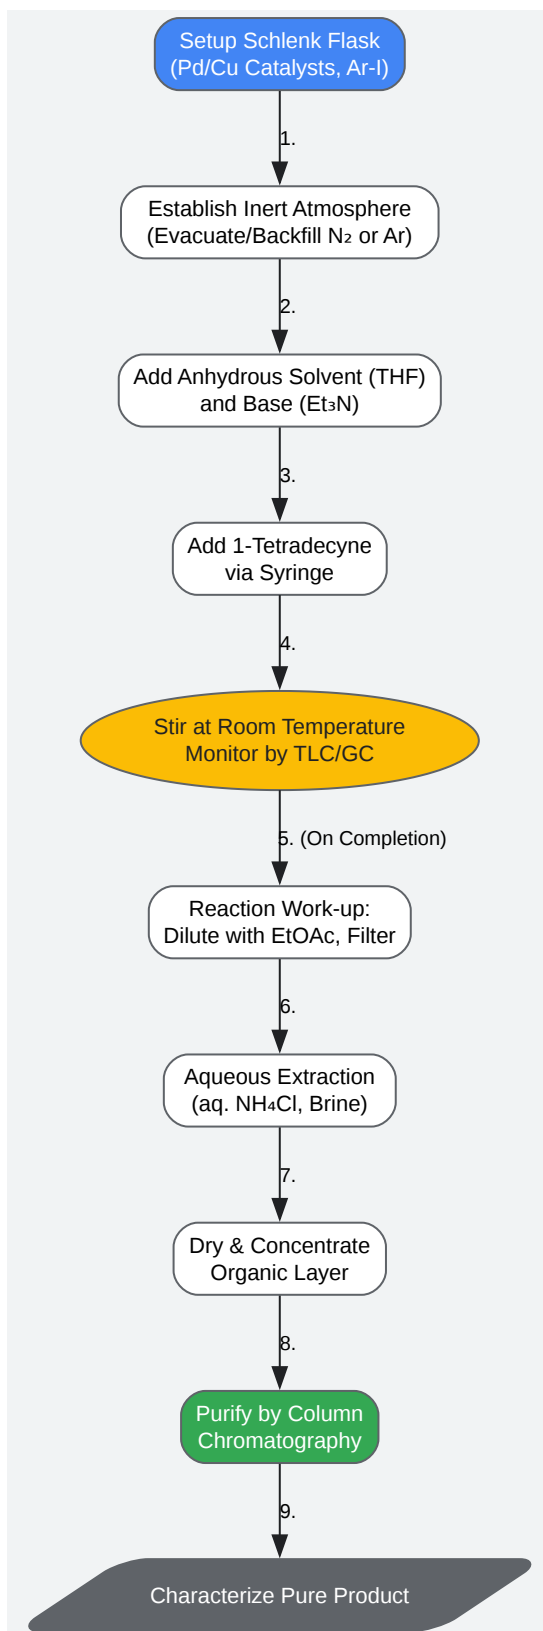 Setup Schlenk Flask
(Pd/Cu Catalysts, Ar-I)
1.
Establish Inert Atmosphere
(Evacuate/Backfill N₂ or Ar)
2.
Add Anhydrous Solvent (THF)
and Base (Et₃N)
3.
Add 1-Tetradecyne
via Syringe
4.
Stir at Room Temperature
Monitor by TLC/GC
5. (On Completion)
Reaction Work-up:
Dilute with EtOAc, Filter
6.
Aqueous Extraction
(aq. NH₄Cl, Brine)
7.
Dry & Concentrate
Organic Layer
8.
Purify by Column
Chromatography
9.
Characterize Pure Product